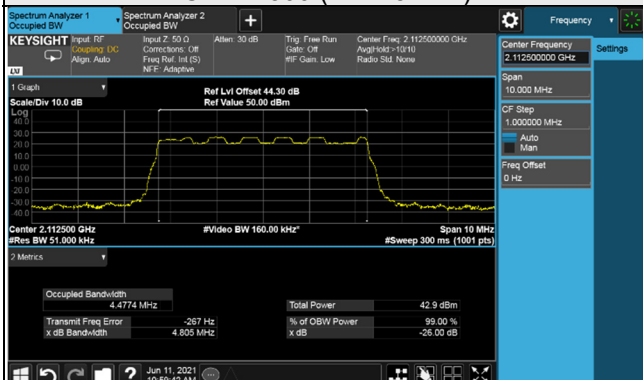 Spectrum Analyzer 1
Occupied BW
Spectrum Analyzer 2
Occupied BW
+
Frequency
KEYSIGHT
Input: RF
Coupling: DC
Align: Auto
Input Z: 50 Ω
Corrections: Off
Freq Ref: Int (S)
NFE: Adaptive
Atten: 30 dB
Trig: Free Run
Gate: Off
#IF Gain: Low
Center Freq: 2.112500000 GHz
Avg|Hold:>10/10
Radio Std: None
LXI
Center Frequency
2.112500000 GHz
Settings
Span
10.000 MHz
CF Step
1.000000 MHz
Auto
Man
Freq Offset
0 Hz
1 Graph
Scale/Div 10.0 dB
Ref Lvl Offset 44.30 dB
Ref Value 50.00 dBm
Log
40.0
30.0
20.0
10.0
0.00
-10.0
-20.0
-30.0
-40.0
Center 2.112500 GHz
#Res BW 51.000 kHz
#Video BW 160.00 kHz*
Span 10 MHz
#Sweep 300 ms (1001 pts)
2 Metrics
Occupied Bandwidth
4.4774 MHz
Total Power 42.9 dBm
Transmit Freq Error -267 Hz
% of OBW Power 99.00 %
x dB Bandwidth 4.805 MHz
x dB -26.00 dB
?
Jun 11, 2021